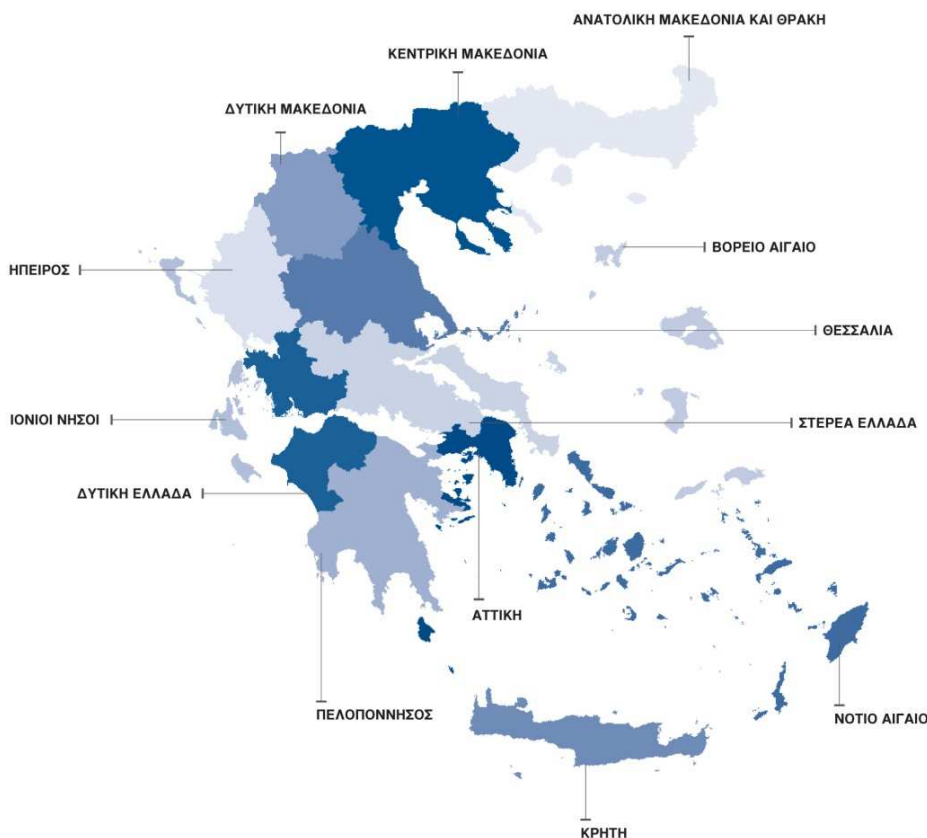 ΑΝΑΤΟΛΙΚΗ ΜΑΚΕΔΟΝΙΑ ΚΑΙ ΘΡΑΚΗ
ΚΕΝΤΡΙΚΗ ΜΑΚΕΔΟΝΙΑ
ΔΥΤΙΚΗ ΜΑΚΕΔΟΝΙΑ
ΒΟΡΕΙΟ ΑΙΓΑΙΟ
ΗΠΕΙΡΟΣ
ΘΕΣΣΑΛΙΑ
ΙΟΝΙΟΙ ΝΗΣΟΙ
ΣΤΕΡΕΑ ΕΛΛΑΔΑ
ΔΥΤΙΚΗ ΕΛΛΑΔΑ
ΑΤΤΙΚΗ
ΠΕΛΟΠΟΝΝΗΣΟΣ
ΝΟΤΙΟ ΑΙΓΑΙΟ
ΚΡΗΤΗ